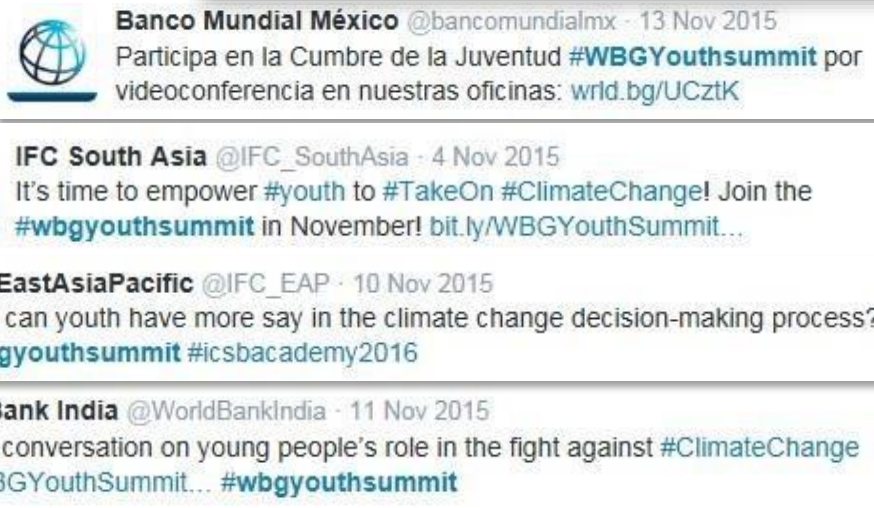 Banco Mundial México @bancomundialmx · 13 Nov 2015
Participa en la Cumbre de la Juventud #WBGYouthsummit por
videoconferencia en nuestras oficinas: wrld.bg/UCztK
IFC South Asia @IFC_SouthAsia · 4 Nov 2015
It's time to empower #youth to #TakeOn #ClimateChange! Join the
#wbgyouthsummit in November! bit.ly/WBGYouthSummit...
EastAsiaPacific @IFC_EAP · 10 Nov 2015
can youth have more say in the climate change decision-making process?
gyouthsummit #icsbacademy2016
Bank India @WorldBankIndia · 11 Nov 2015
conversation on young people's role in the fight against #ClimateChange
BGYouthSummit... #wbgyouthsummit